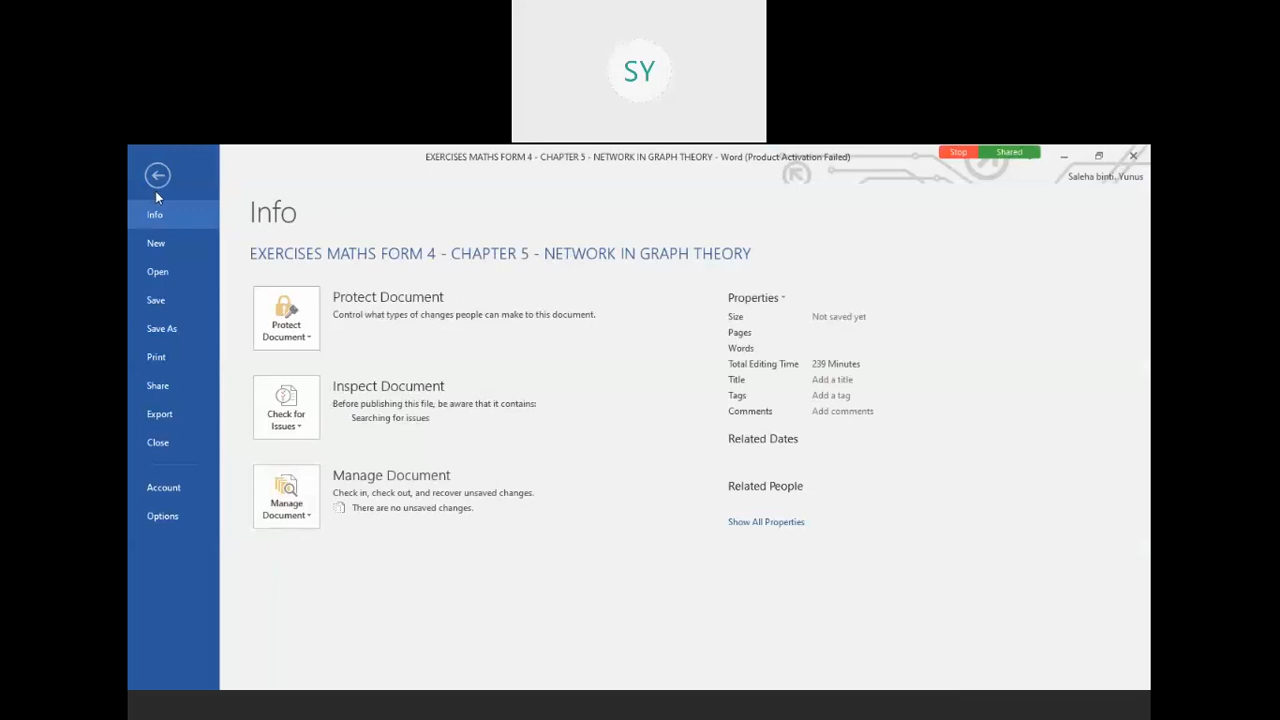 SY
EXERCISES MATHS FORM 4 - CHAPTER 5 - NETWORK IN GRAPH THEORY - Word (Product Activation Failed)
Stop
Shared
Saleha binti. Yunus
Info
New
Open
Save
Save As
Print
Share
Export
Close
Account
Options
Info
EXERCISES MATHS FORM 4 - CHAPTER 5 - NETWORK IN GRAPH THEORY
Protect
Document
Protect Document
Control what types of changes people can make to this document.
Check for
Issues
Inspect Document
Before publishing this file, be aware that it contains:
Searching for issues
Manage
Document
Manage Document
Check in, check out, and recover unsaved changes.
There are no unsaved changes.
Properties
Size Not saved yet
Pages
Words
Total Editing Time 239 Minutes
Title Add a title
Tags Add a tag
Comments Add comments
Related Dates
Related People
Show All Properties